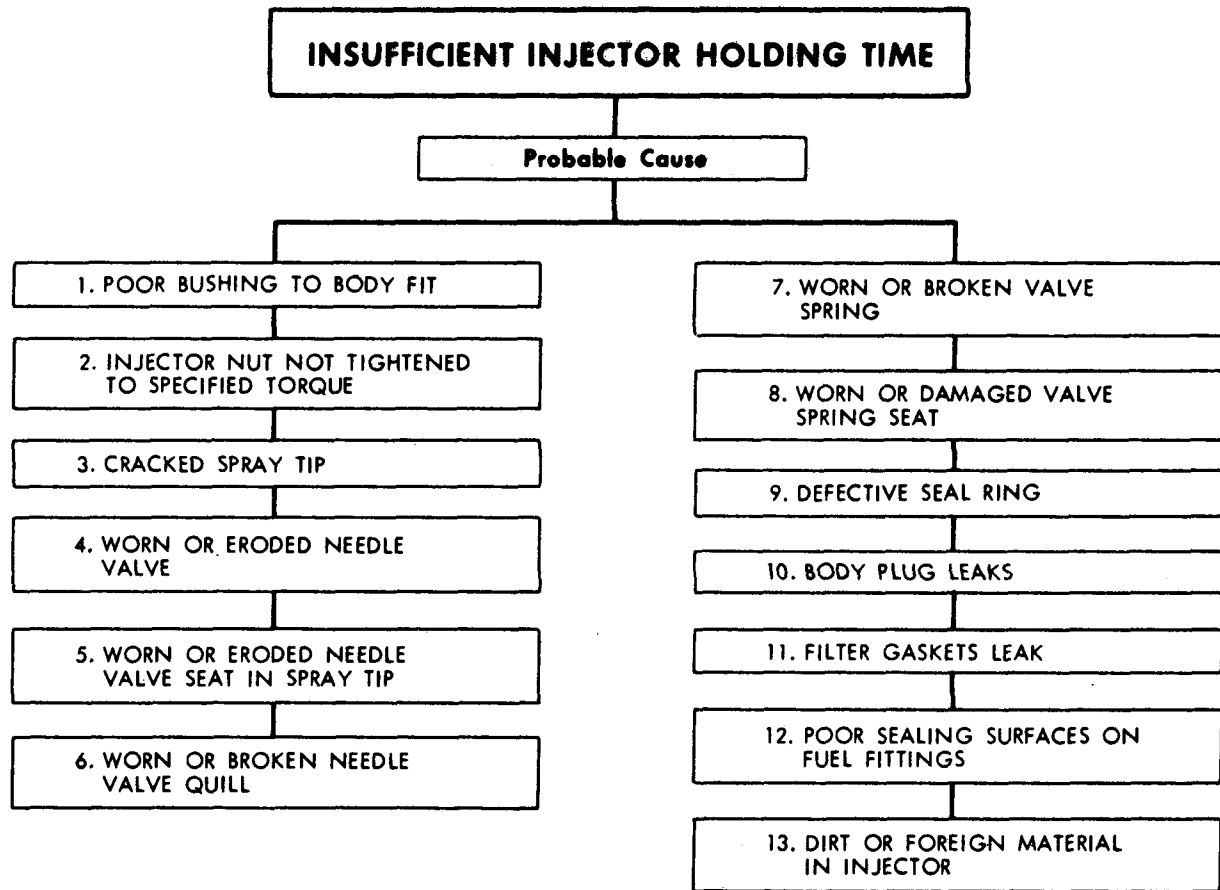 INSUFFICIENT INJECTOR HOLDING TIME
Probable Cause
1. POOR BUSHING TO BODY FIT
2. INJECTOR NUT NOT TIGHTENED
TO SPECIFIED TORQUE
3. CRACKED SPRAY TIP
4. WORN OR ERODED NEEDLE
VALVE
5. WORN OR ERODED NEEDLE
VALVE SEAT IN SPRAY TIP
6. WORN OR BROKEN NEEDLE
VALVE QUILL
7. WORN OR BROKEN VALVE
SPRING
8. WORN OR DAMAGED VALVE
SPRING SEAT
9. DEFECTIVE SEAL RING
10. BODY PLUG LEAKS
11. FILTER GASKETS LEAK
12. POOR SEALING SURFACES ON
FUEL FITTINGS
13. DIRT OR FOREIGN MATERIAL
IN INJECTOR